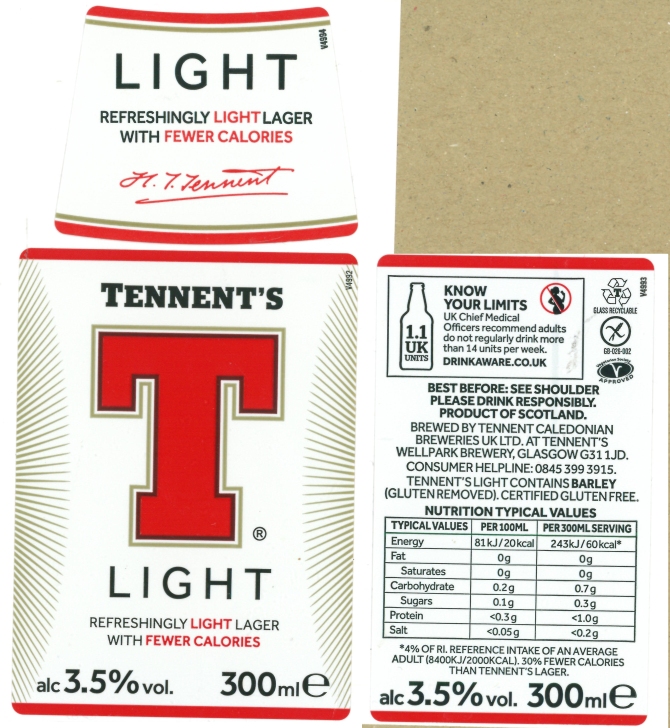 V4994
LIGHT
REFRESHINGLY LIGHT LAGER
WITH FEWER CALORIES
H. T. Tennent
V4992
TENNENT'S
T
®
LIGHT
REFRESHINGLY LIGHT LAGER
WITH FEWER CALORIES
alc 3.5% vol. 300ml e
V4993
1.1
UK
UNITS
KNOW
YOUR LIMITS
UK Chief Medical
Officers recommend adults
do not regularly drink more
than 14 units per week.
DRINKAWARE.CO.UK
GLASS RECYCLABLE
GB-026-002
Vegetarian Society
APPROVED
BEST BEFORE: SEE SHOULDER
PLEASE DRINK RESPONSIBLY.
PRODUCT OF SCOTLAND.
BREWED BY TENNENT CALEDONIAN
BREWERIES UK LTD. AT TENNENT'S
WELLPARK BREWERY, GLASGOW G31 1JD.
CONSUMER HELPLINE: 0845 399 3915.
TENNENT'S LIGHT CONTAINS BARLEY
(GLUTEN REMOVED). CERTIFIED GLUTEN FREE.
NUTRITION TYPICAL VALUES
TYPICAL VALUES PER 100ML PER 300ML SERVING
Energy 81kJ/20kcal 243kJ/60kcal*
Fat 0g 0g
Saturates 0g 0g
Carbohydrate 0.2g 0.7g
Sugars 0.1g 0.3g
Protein <0.3g <1.0g
Salt <0.05g <0.2g
*4% OF RI. REFERENCE INTAKE OF AN AVERAGE
ADULT (8400KJ/2000KCAL). 30% FEWER CALORIES
THAN TENNENT'S LAGER.
alc 3.5% vol. 300ml e